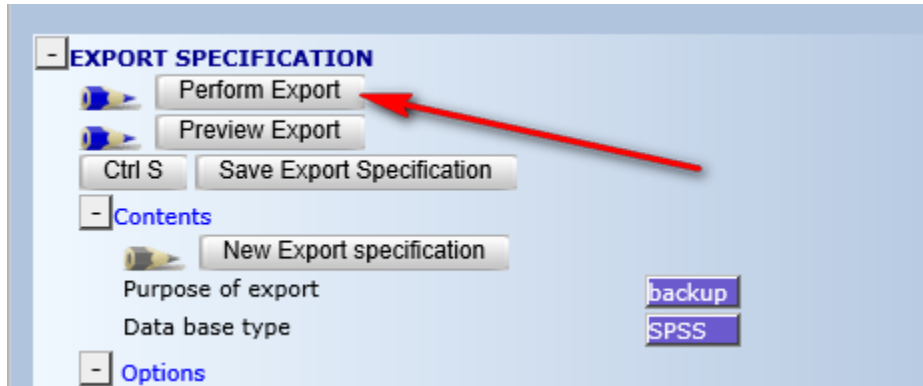 EXPORT SPECIFICATION
Perform Export
Preview Export
Ctrl S Save Export Specification
Contents
New Export specification
Purpose of export backup
Data base type SPSS
Options